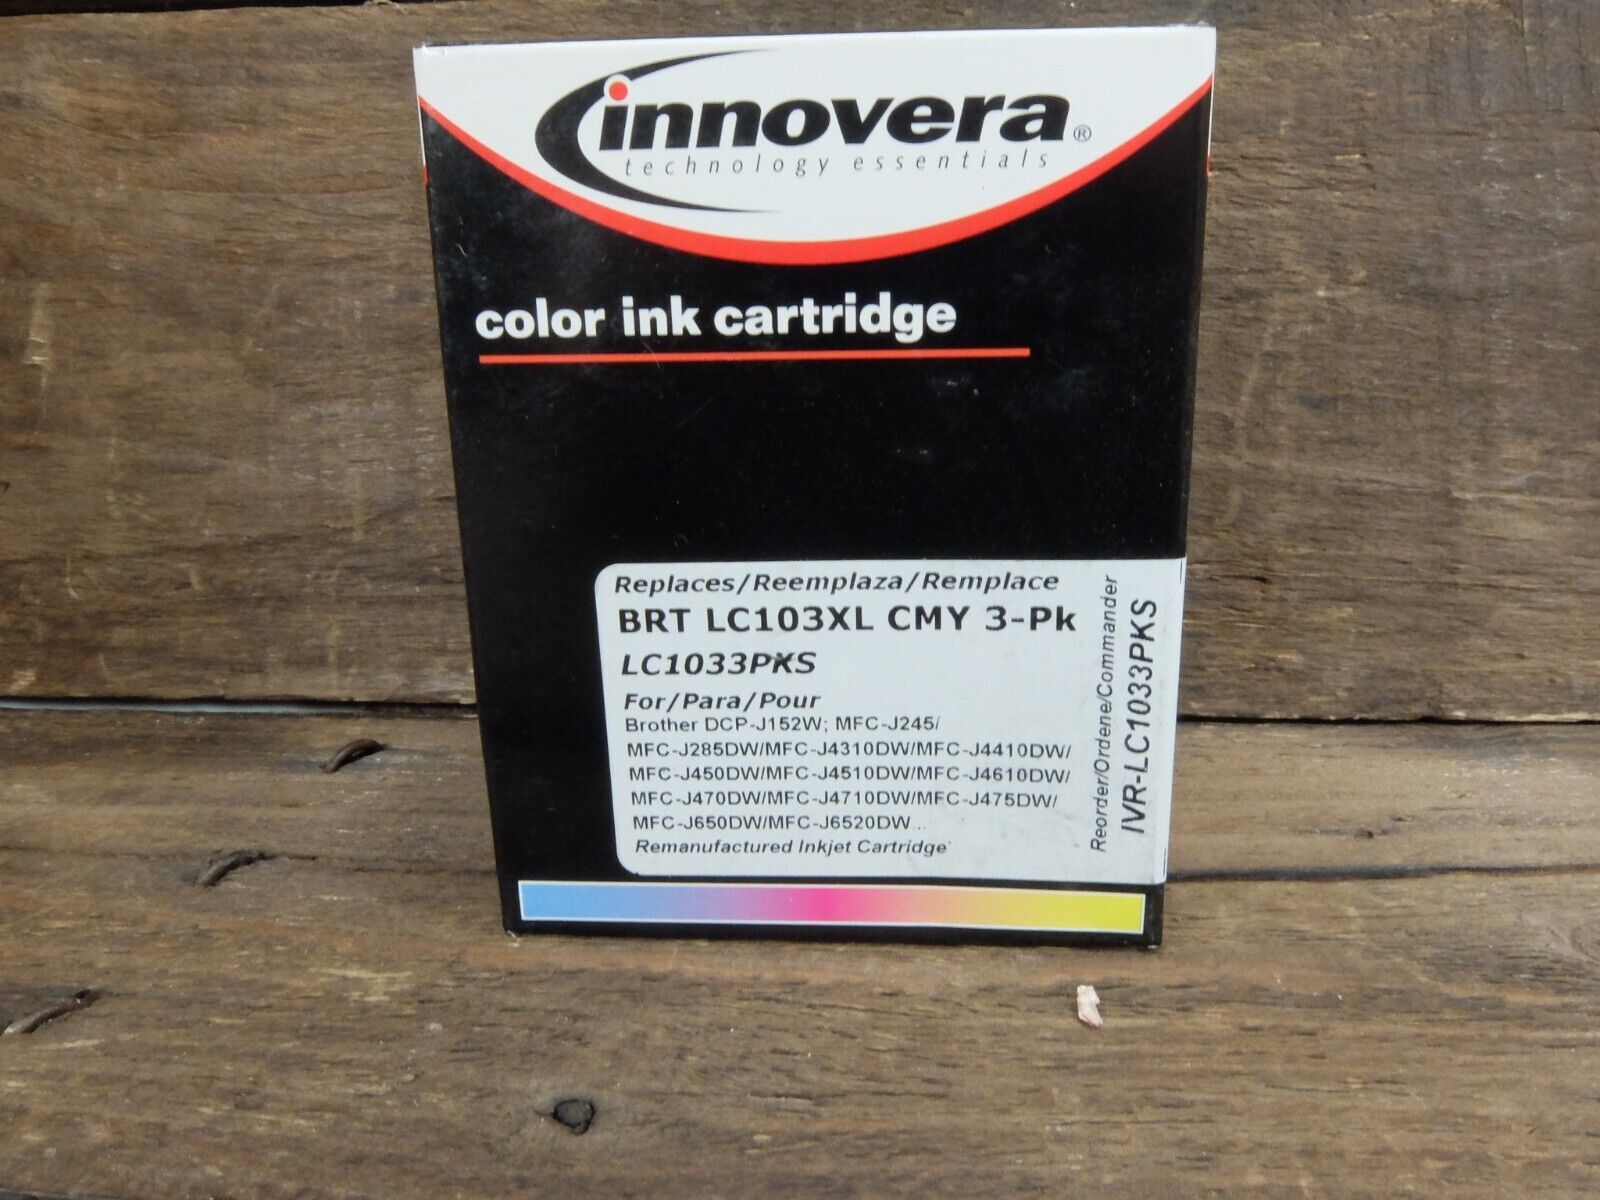 innovera®
technology essentials
color ink cartridge
Replaces/Reemplaza/Remplace
BRT LC103XL CMY 3-Pk
LC1033PKS
For/Para/Pour
Brother DCP-J152W; MFC-J245/
MFC-J285DW/MFC-J4310DW/MFC-J4410DW/
MFC-J450DW/MFC-J4510DW/MFC-J4610DW/
MFC-J470DW/MFC-J4710DW/MFC-J475DW/
MFC-J650DW/MFC-J6520DW...
Remanufactured Inkjet Cartridge
Reorder/Ordene/Commander
IVR-LC1033PKS